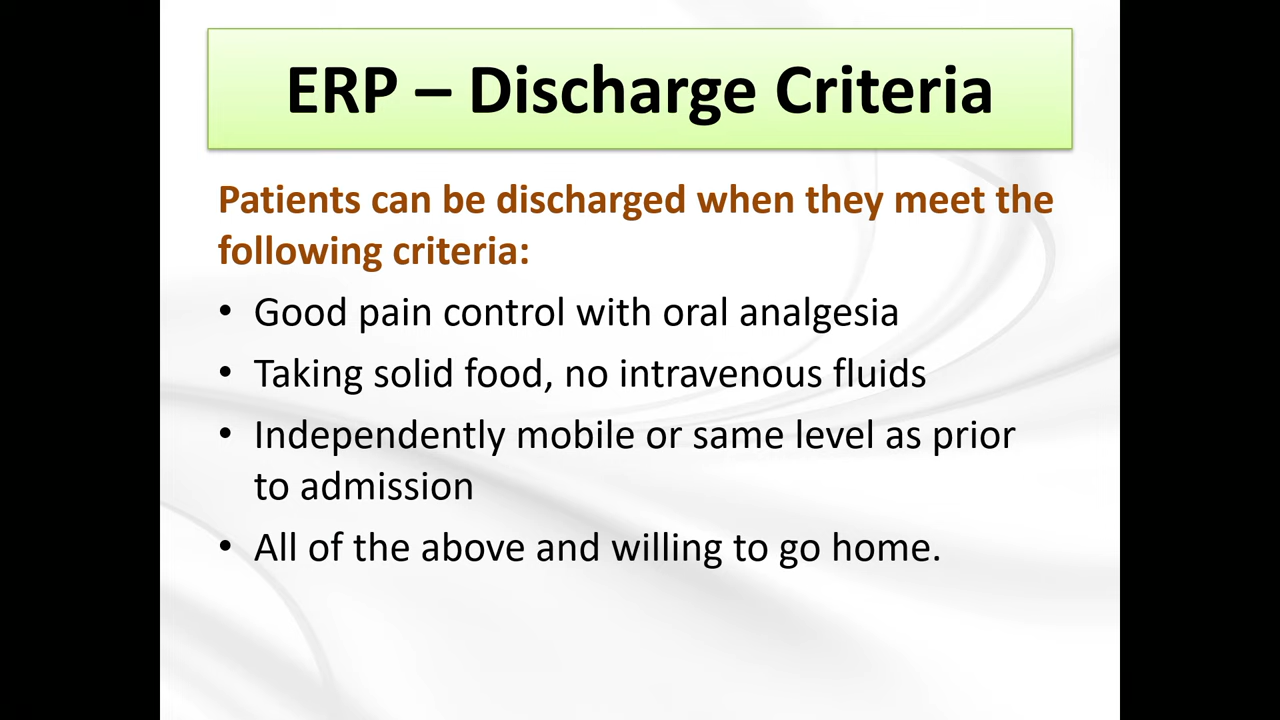 ERP – Discharge Criteria
Patients can be discharged when they meet the
following criteria:
• Good pain control with oral analgesia
• Taking solid food, no intravenous fluids
• Independently mobile or same level as prior
to admission
• All of the above and willing to go home.